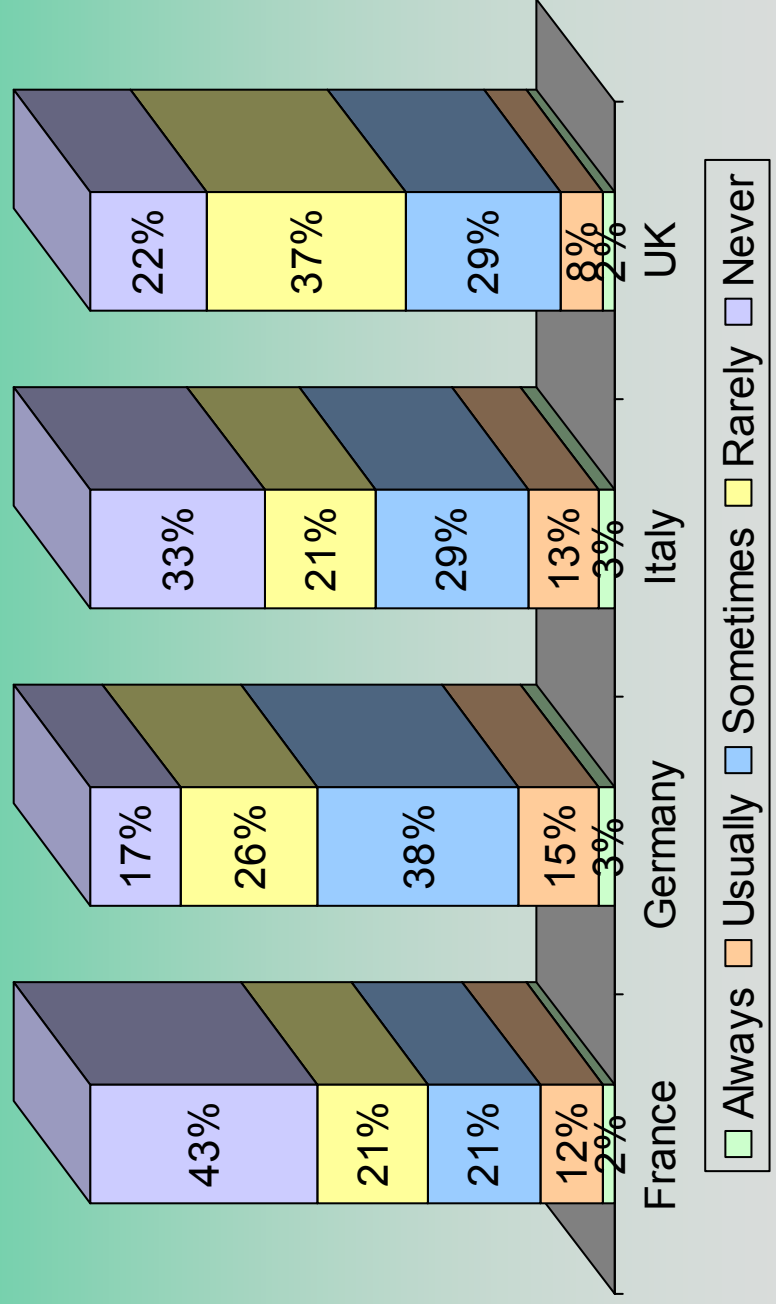 43% 17% 33% 22%
21% 26% 21% 37%
21% 38% 29% 29%
12% 15% 13% 8%
2% 3% 3% 2%
France Germany Italy UK
Always Usually Sometimes Rarely Never